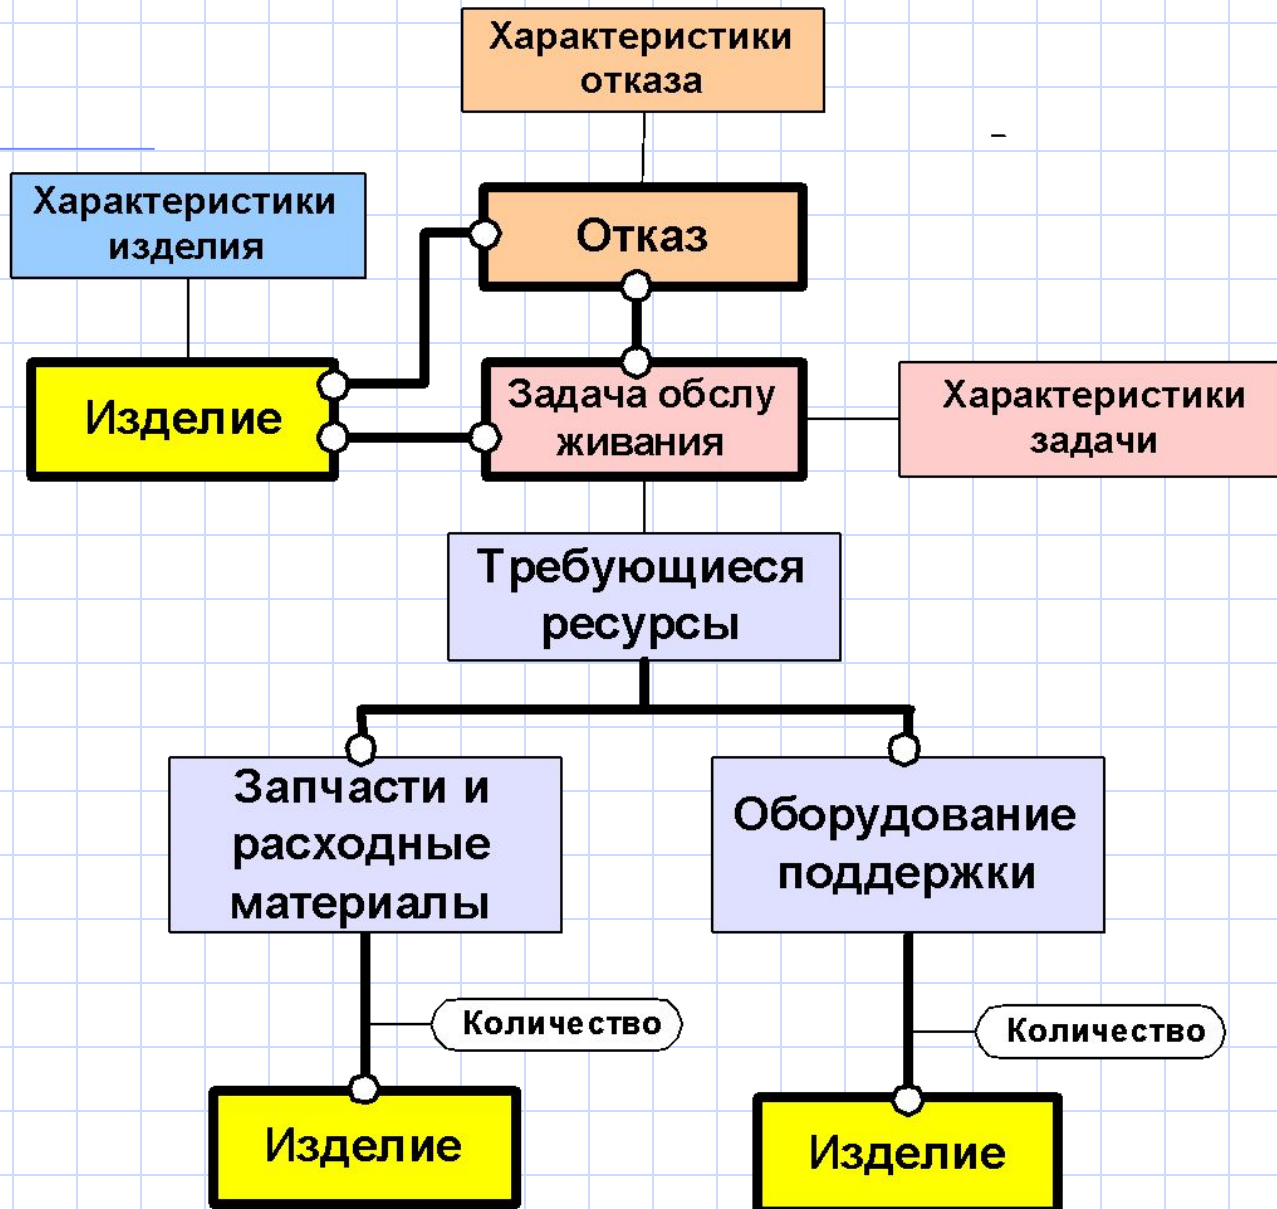 Характеристики
отказа
Характеристики
изделия
Отказ
Изделие
Задача обслу
живания
Характеристики
задачи
Требующиеся
ресурсы
Запчасти и
расходные
материалы
Оборудование
поддержки
Количество
Количество
Изделие
Изделие